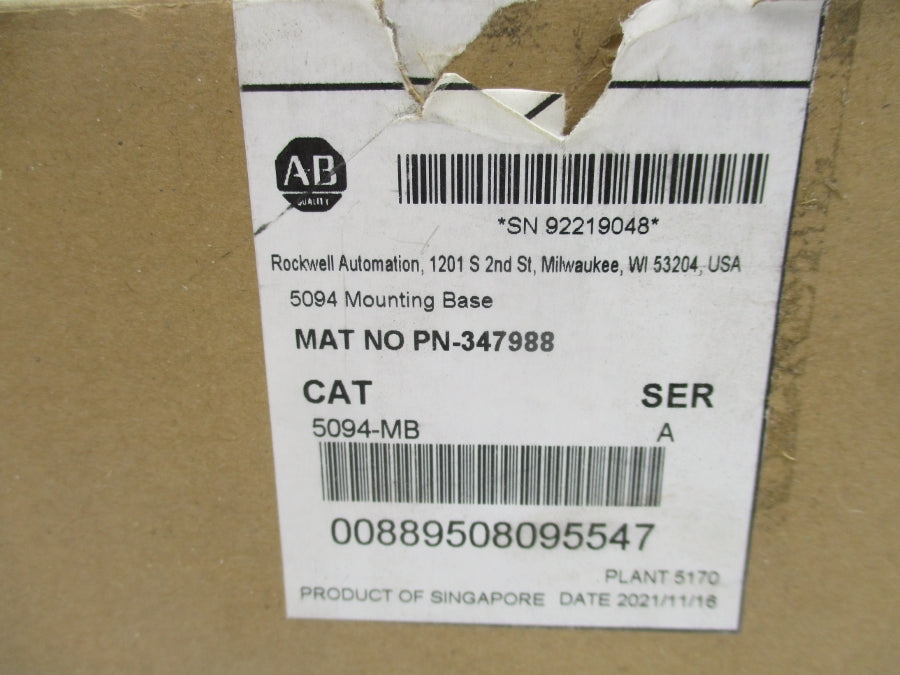 AB
QUALITY
*SN 92219048*
Rockwell Automation, 1201 S 2nd St, Milwaukee, WI 53204, USA
5094 Mounting Base
MAT NO PN-347988
CAT SER
5094-MB A
00889508095547
PLANT 5170
PRODUCT OF SINGAPORE DATE 2021/11/16